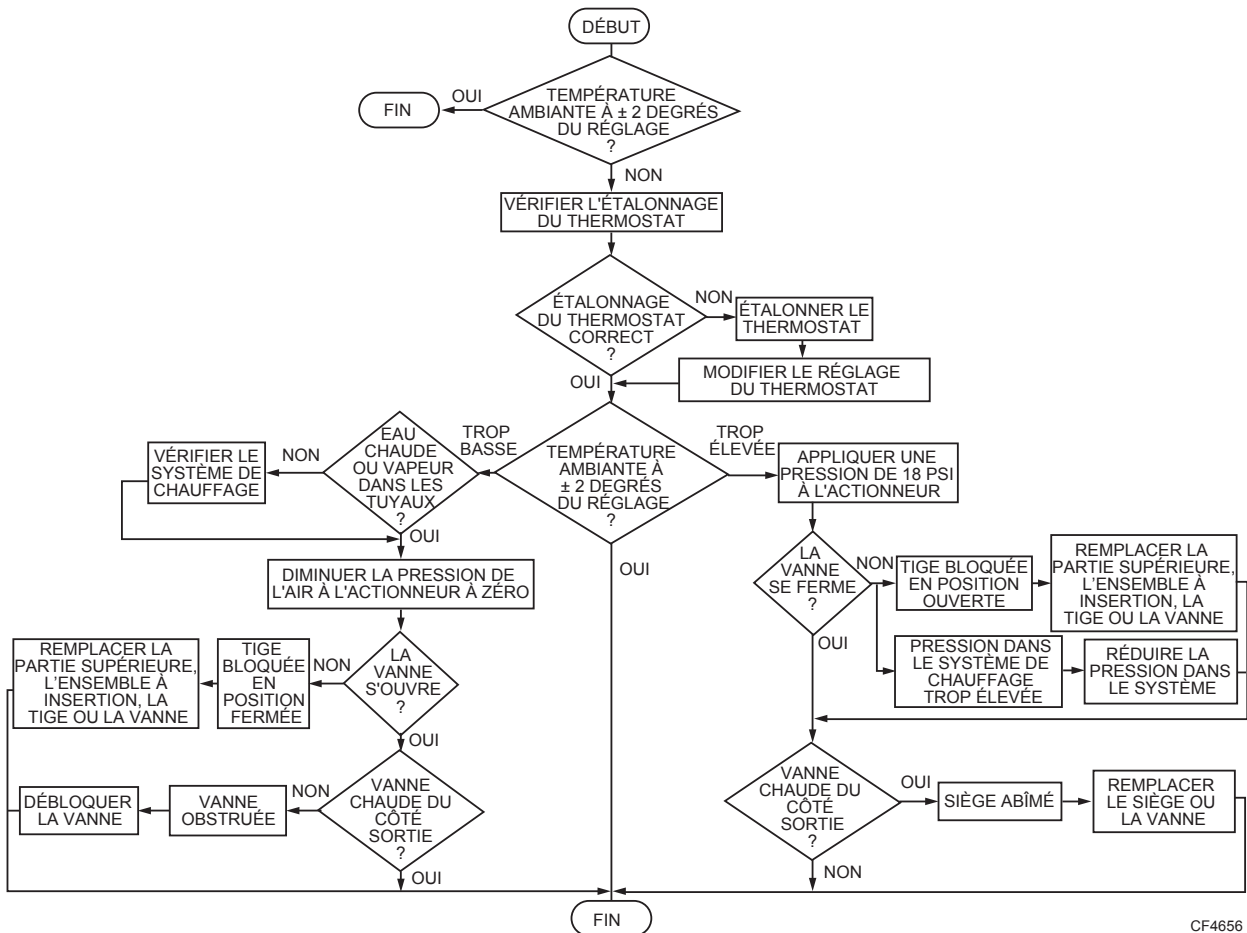 DÉBUT
TEMPÉRATURE
AMBIANTE À ± 2 DEGRÉS
DU RÉGLAGE
?
OUI
FIN
NON
VÉRIFIER L'ÉTALONNAGE
DU THERMOSTAT
ÉTALONNAGE
DU THERMOSTAT
CORRECT
?
NON
ÉTALONNER LE
THERMOSTAT
MODIFIER LE RÉGLAGE
DU THERMOSTAT
OUI
TEMPÉRATURE
AMBIANTE À
± 2 DEGRÉS
DU RÉGLAGE
?
TROP
BASSE
TROP
ÉLEVÉE
OUI
EAU
CHAUDE
OU VAPEUR
DANS LES
TUYAUX
?
NON
VÉRIFIER LE
SYSTÈME DE
CHAUFFAGE
OUI
DIMINUER LA PRESSION DE
L'AIR À L'ACTIONNEUR À ZÉRO
LA
VANNE
S'OUVRE
?
NON
TIGE
BLOQUÉE
EN
POSITION
FERMÉE
REMPLACER LA
PARTIE SUPÉRIEURE,
L'ENSEMBLE À
INSERTION, LA
TIGE OU LA VANNE
OUI
VANNE
CHAUDE DU
CÔTÉ
SORTIE
?
NON
VANNE
OBSTRUÉE
DÉBLOQUER
LA VANNE
OUI
APPLIQUER UNE
PRESSION DE 18 PSI
À L'ACTIONNEUR
LA
VANNE
SE FERME
?
NON
TIGE BLOQUÉE
EN POSITION
OUVERTE
REMPLACER LA
PARTIE SUPÉRIEURE,
L'ENSEMBLE À
INSERTION, LA
TIGE OU LA VANNE
PRESSION DANS
LE SYSTÈME DE
CHAUFFAGE
TROP ÉLEVÉE
RÉDUIRE LA
PRESSION DANS
LE SYSTÈME
OUI
VANNE
CHAUDE DU
CÔTÉ
SORTIE
?
OUI
SIÈGE ABÎMÉ
REMPLACER
LE SIÈGE OU
LA VANNE
NON
FIN
CF4656